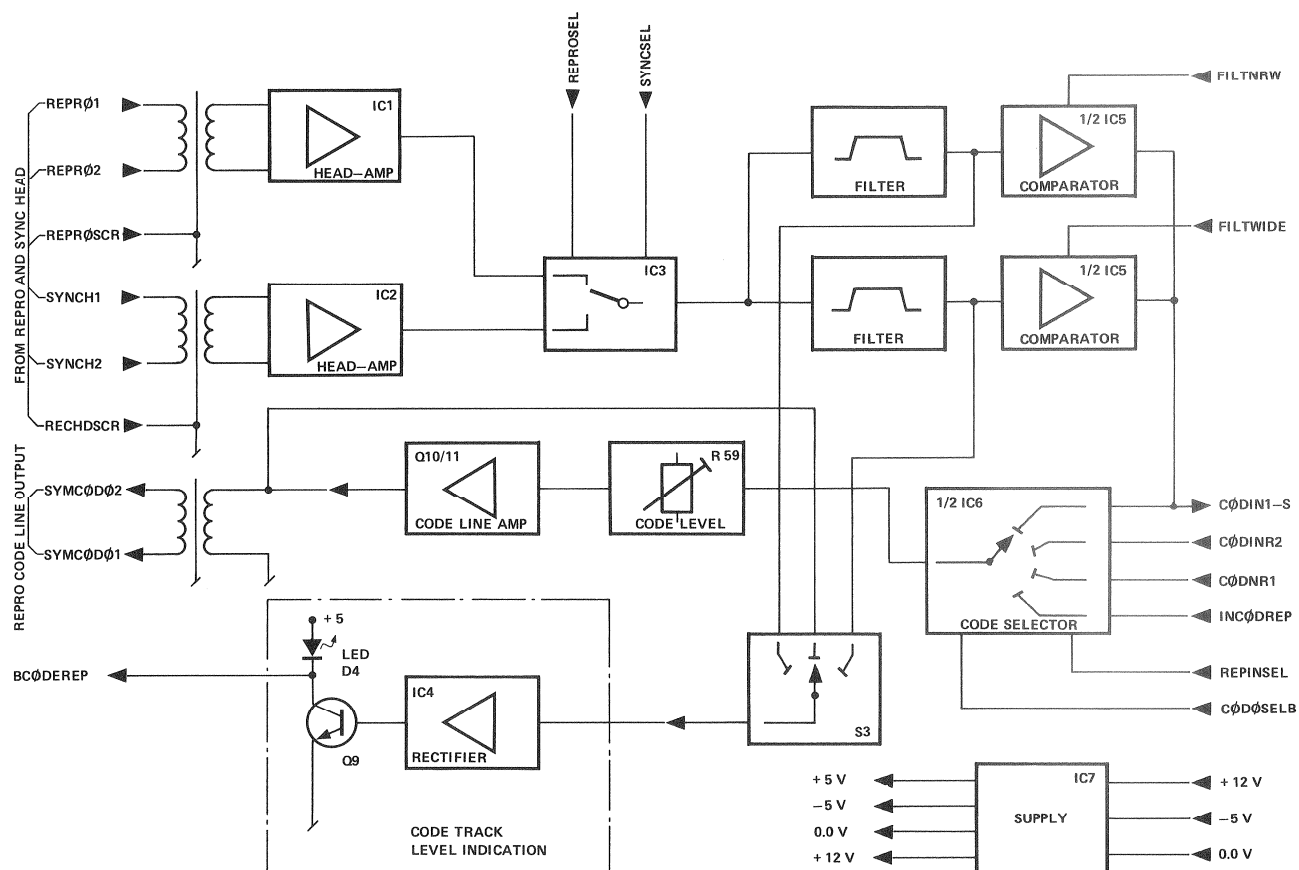 FROM REPRO AND SYNC HEAD
REPRØ1
REPRØ2
REPRØSCR
SYNCH1
SYNCH2
RECHDSCR
IC1
HEAD–AMP
IC2
HEAD–AMP
REPROSEL
SYNCSEL
IC3
FILTER
FILTER
1/2 IC5
COMPARATOR
1/2 IC5
COMPARATOR
FILTNRW
FILTWIDE
REPRO CODE LINE OUTPUT
SYMCØDØ2
SYMCØDØ1
Q10/11
CODE LINE AMP
R 59
CODE LEVEL
1/2 IC6
CODE SELECTOR
CØDIN1–S
CØDINR2
CØDNR1
INCØDREP
REPINSEL
CØDØSELB
BCØDEREP
+ 5
LED
D4
Q9
IC4
RECTIFIER
CODE TRACK
LEVEL INDICATION
S3
+ 5 V
–5 V
0.0 V
+ 12 V
IC7
SUPPLY
+ 12 V
–5 V
0.0 V